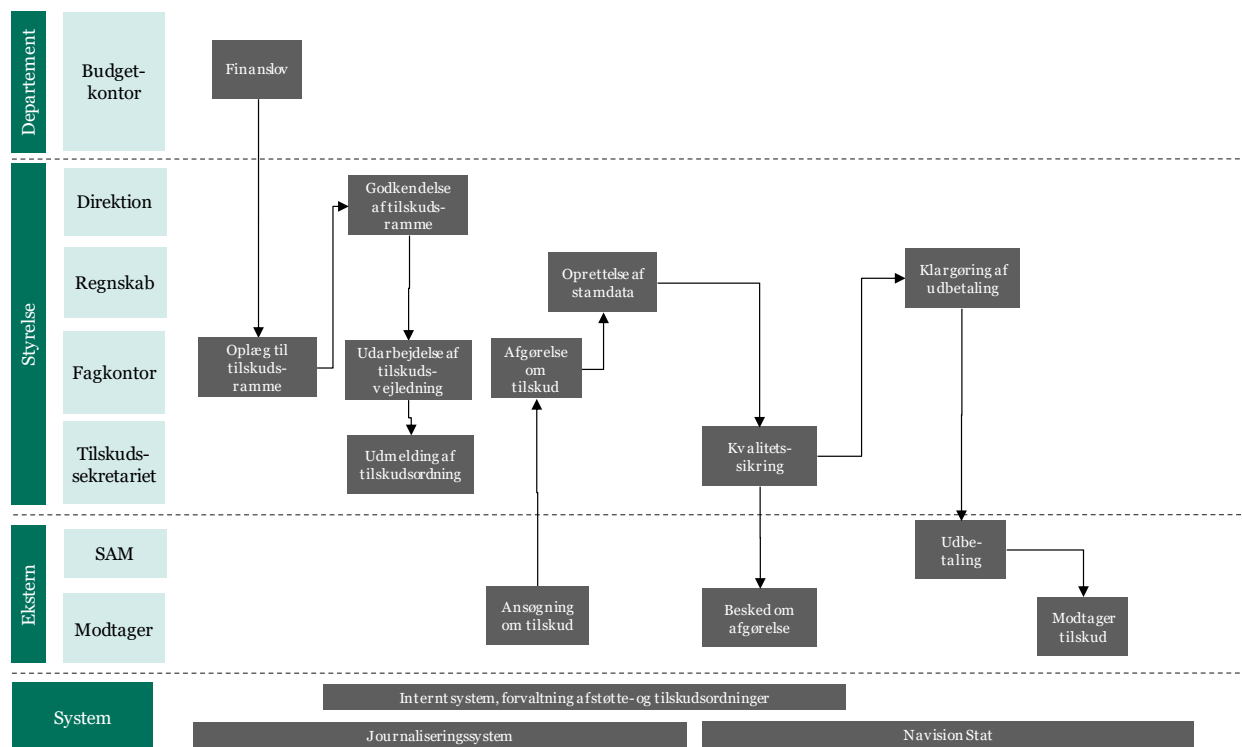 Departement
Budget-
kontor
Finanslov
Styrelse
Direktion
Godkendelse
af tilskuds-
ramme
Regnskab
Oprettelse af
stamdata
Klargøring af
udbetaling
Fagkontor
Oplæg til
tilskuds-
ramme
Udarbejdelse af
tilskuds-
vejledning
Afgørelse
om
tilskud
Tilskuds-
sekretariet
Udmelding af
tilskudsordning
Kvalitets-
sikring
Ekstern
SAM
Udbe-
taling
Modtager
Ansøgning
om tilskud
Besked om
afgørelse
Modtager
tilskud
System
Internt system, forvaltning af støtte- og tilskudsordninger
Journaliseringssystem
Navision Stat